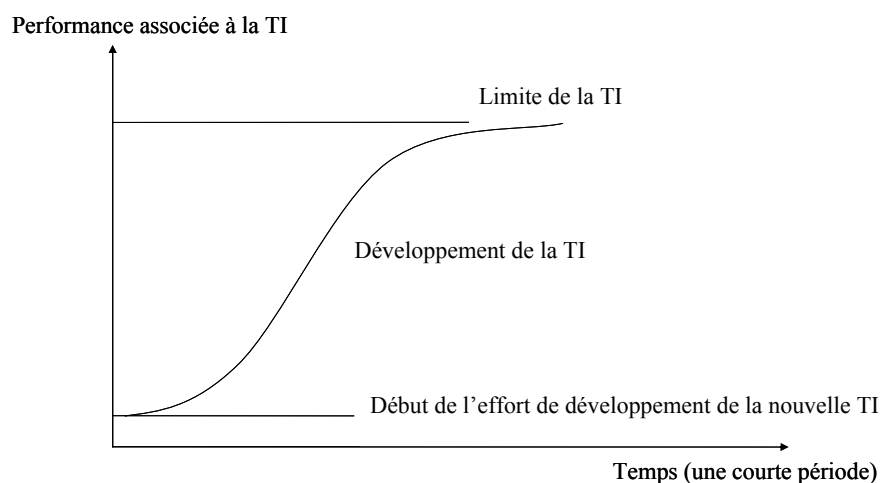 Performance associée à la TI
Limite de la TI
Développement de la TI
Début de l’effort de développement de la nouvelle TI
Temps (une courte période)